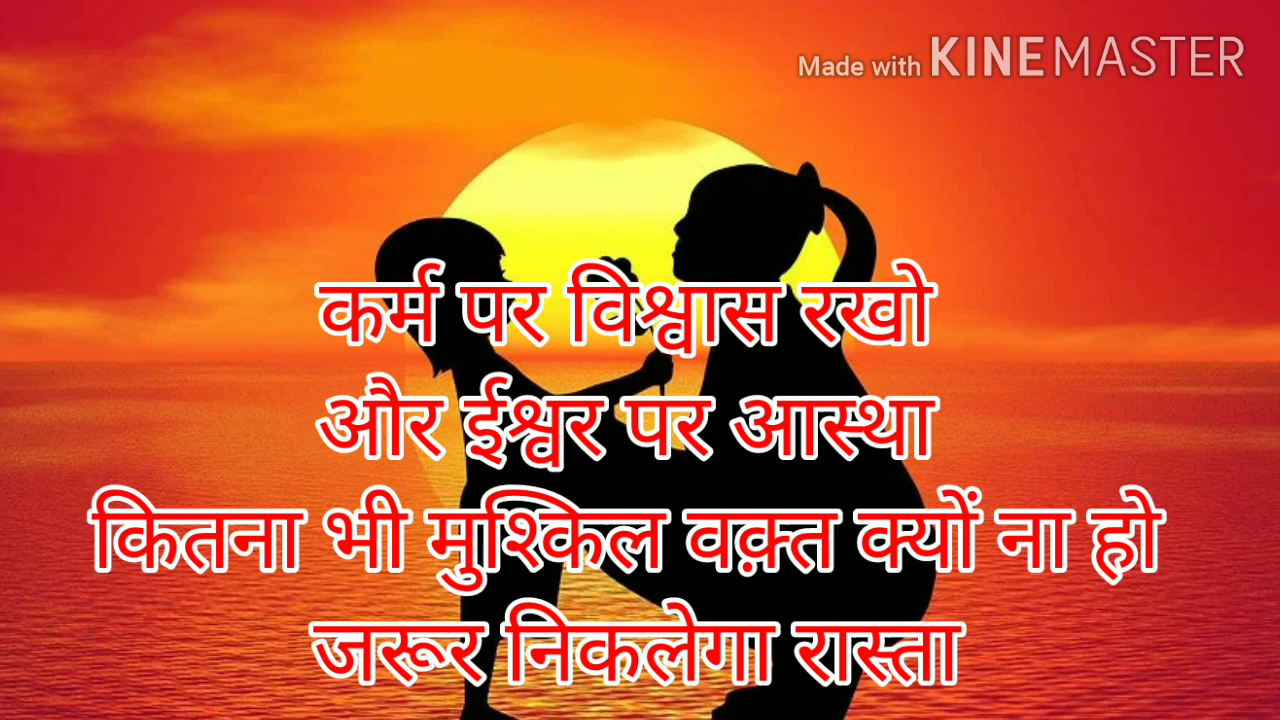 Made with KINEMASTER
कर्म पर विश्वास रखो
और ईश्वर पर आस्था
कितना भी मुश्किल वक़्त क्यों ना हो
जरूर निकलेगा रास्ता